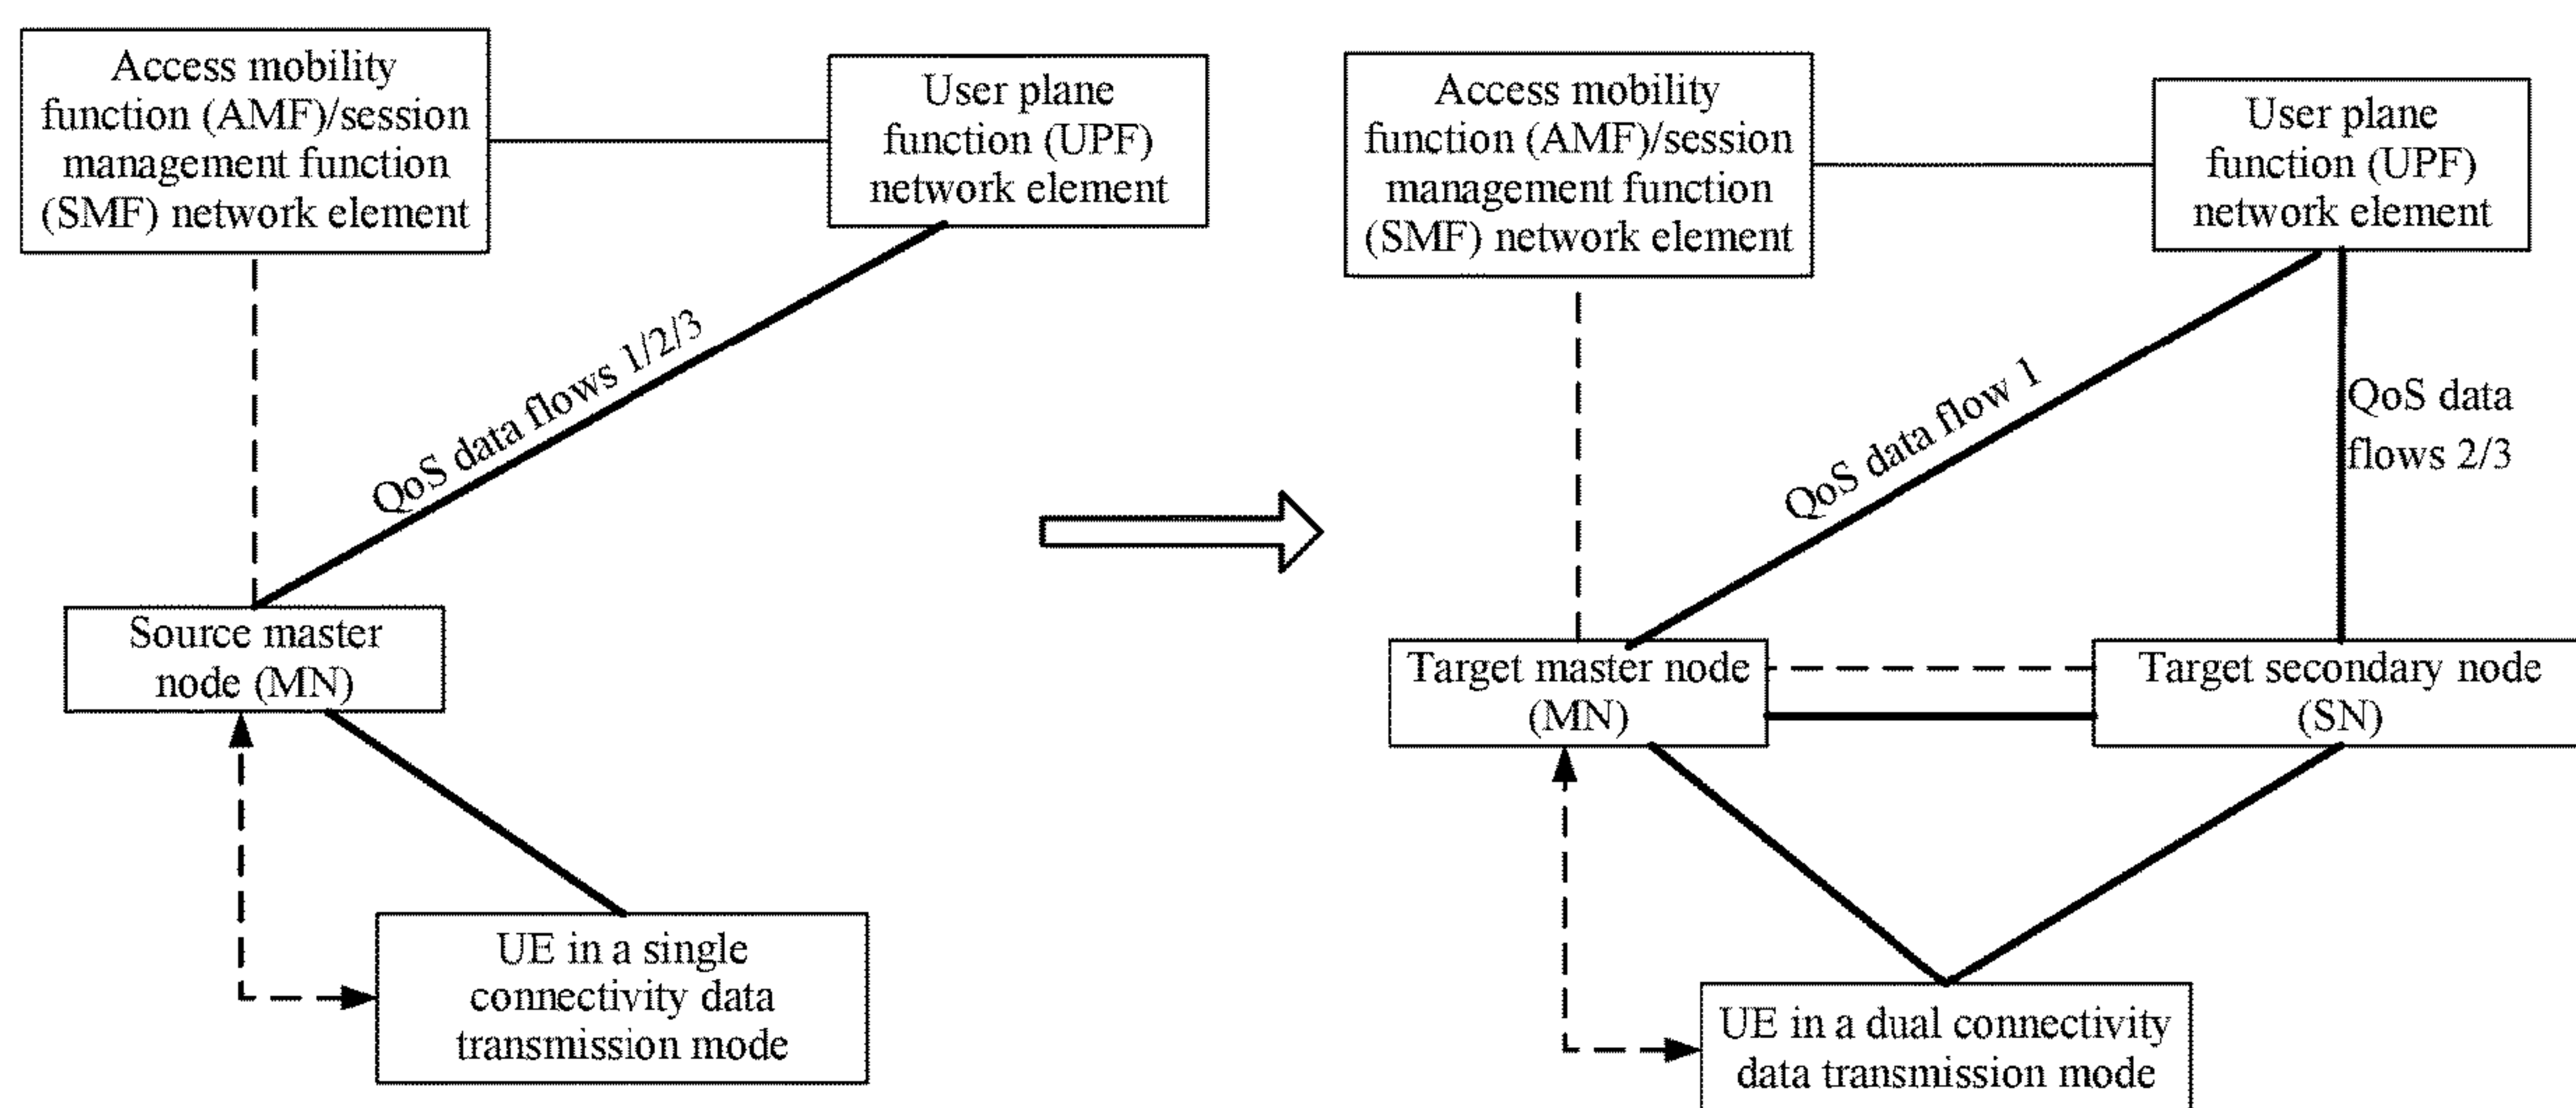 Access mobility
function (AMF)/session
management function
(SMF) network element
User plane
function (UPF)
network element
QoS data flows 1/2/3
Source master
node (MN)
UE in a single
connectivity data
transmission mode
Access mobility
function (AMF)/session
management function
(SMF) network element
User plane
function (UPF)
network element
QoS data flow 1
QoS data
flows 2/3
Target master node
(MN)
Target secondary node
(SN)
UE in a dual connectivity
data transmission mode